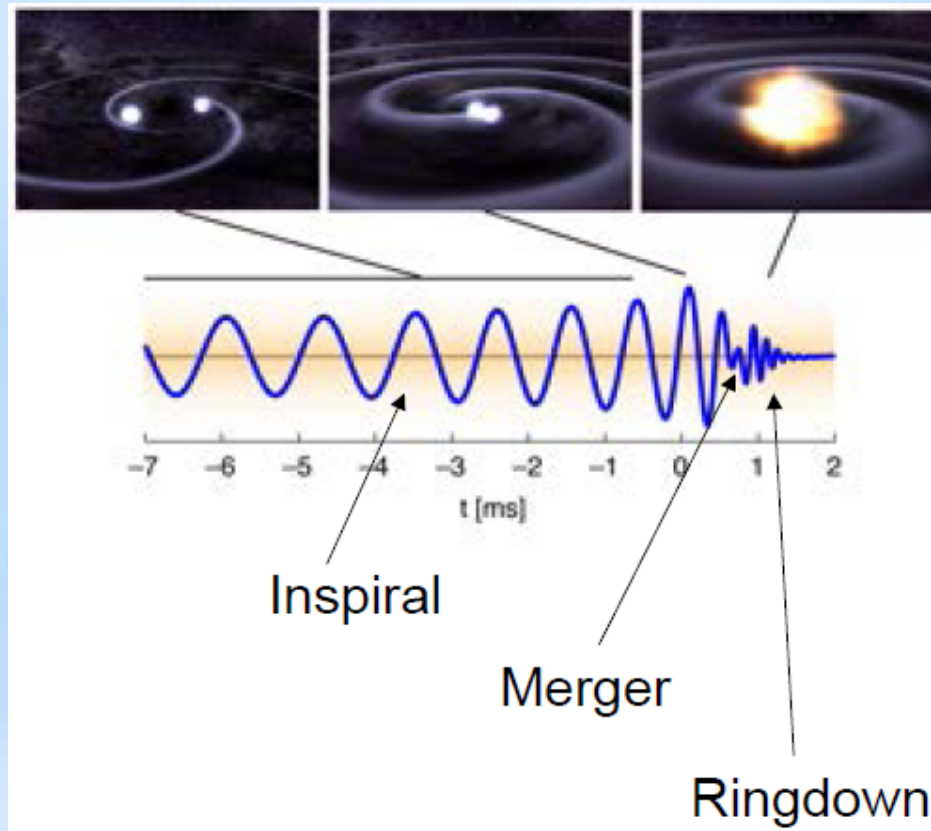 –7 –6 –5 –4 –3 –2 –1 0 1 2
t [ms]
Inspiral
Merger
Ringdown